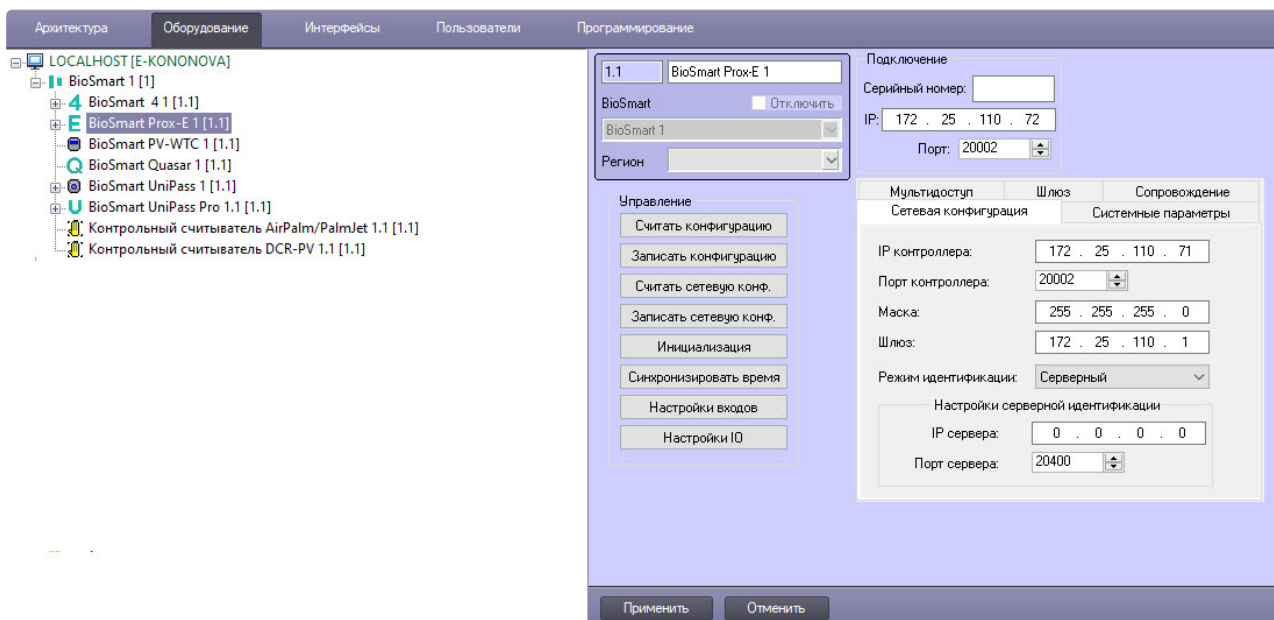 Архитектура Оборудование Интерфейсы Пользователи Программирование
LOCALHOST [E-KONONOVA]
BioSmart 1 [1]
BioSmart 4 1 [1.1]
BioSmart Prox-E 1 [1.1]
BioSmart PV-WTC 1 [1.1]
BioSmart Quasar 1 [1.1]
BioSmart UniPass 1 [1.1]
BioSmart UniPass Pro 1.1 [1.1]
Контрольный считыватель AirPalm/PalmJet 1.1 [1.1]
Контрольный считыватель DCR-PV 1.1 [1.1]
1.1 BioSmart Prox-E 1
BioSmart Отключить
BioSmart 1
Регион
Управление
Считать конфигурацию
Записать конфигурацию
Считать сетевую конф.
Записать сетевую конф.
Инициализация
Синхронизировать время
Настройки входов
Настройки IO
Подключение
Серийный номер:
IP: 172 . 25 . 110 . 72
Порт: 20002
Мультидоступ Шлюз Сопровождение
Сетевая конфигурация Системные параметры
IP контроллера: 172 . 25 . 110 . 71
Порт контроллера: 20002
Маска: 255 . 255 . 255 . 0
Шлюз: 172 . 25 . 110 . 1
Режим идентификации: Серверный
Настройки серверной идентификации
IP сервера: 0 . 0 . 0 . 0
Порт сервера: 20400
Применить Отменить